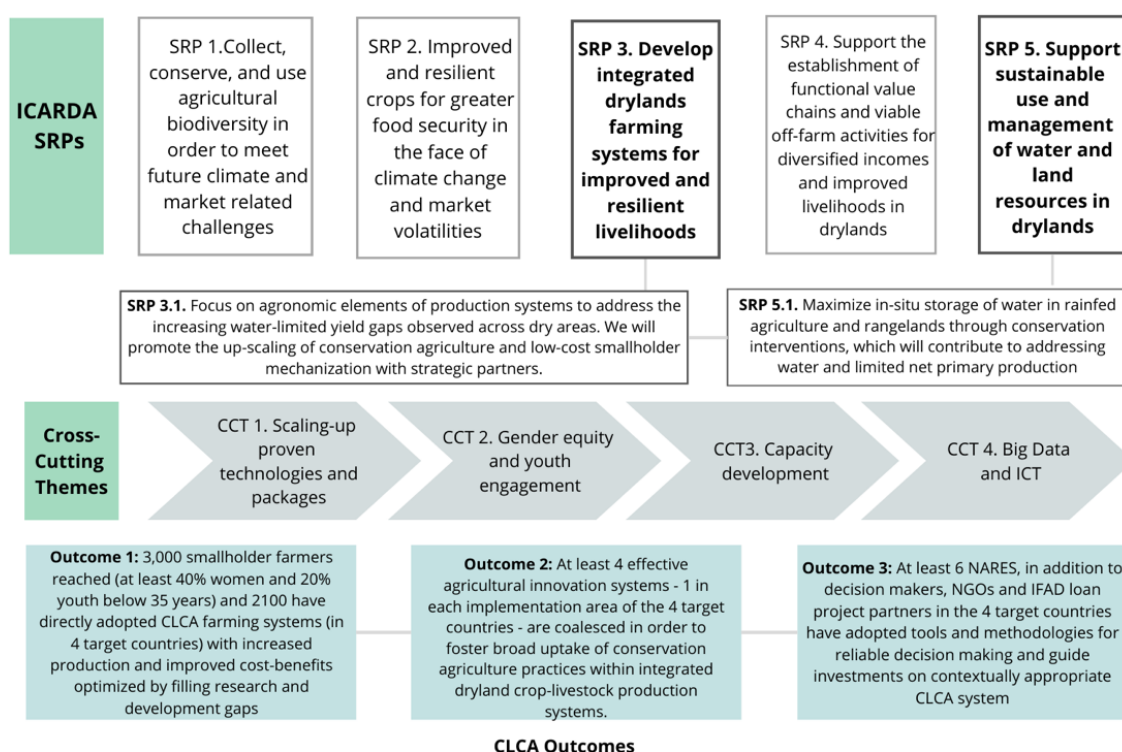 ICARDA
SRPs
SRP 1.Collect,
conserve, and use
agricultural
biodiversity in
order to meet
future climate and
market related
challenges
SRP 2. Improved
and resilient
crops for greater
food security in
the face of
climate change
and market
volatilities
SRP 3. Develop
integrated
drylands
farming
systems for
improved and
resilient
livelihoods
SRP 4. Support the
establishment of
functional value
chains and viable
off-farm activities for
diversified incomes
and improved
livelihoods in
drylands
SRP 5. Support
sustainable
use and
management
of water and
land
resources in
drylands
SRP 3.1. Focus on agronomic elements of production systems to address the
increasing water-limited yield gaps observed across dry areas. We will
promote the up-scaling of conservation agriculture and low-cost smallholder
mechanization with strategic partners.
SRP 5.1. Maximize in-situ storage of water in rainfed
agriculture and rangelands through conservation
interventions, which will contribute to addressing
water and limited net primary production
Cross-
Cutting
Themes
CCT 1. Scaling-up
proven
technologies and
packages
CCT 2. Gender equity
and youth
engagement
CCT3. Capacity
development
CCT 4. Big Data
and ICT
Outcome 1: 3,000 smallholder farmers
reached (at least 40% women and 20%
youth below 35 years) and 2100 have
directly adopted CLCA farming systems (in
4 target countries) with increased
production and improved cost-benefits
optimized by filling research and
development gaps
Outcome 2: At least 4 effective
agricultural innovation systems - 1 in
each implementation area of the 4 target
countries - are coalesced in order to
foster broad uptake of conservation
agriculture practices within integrated
dryland crop-livestock production
systems.
Outcome 3: At least 6 NARES, in addition to
decision makers, NGOs and IFAD loan
project partners in the 4 target countries
have adopted tools and methodologies for
reliable decision making and guide
investments on contextually appropriate
CLCA system
CLCA Outcomes